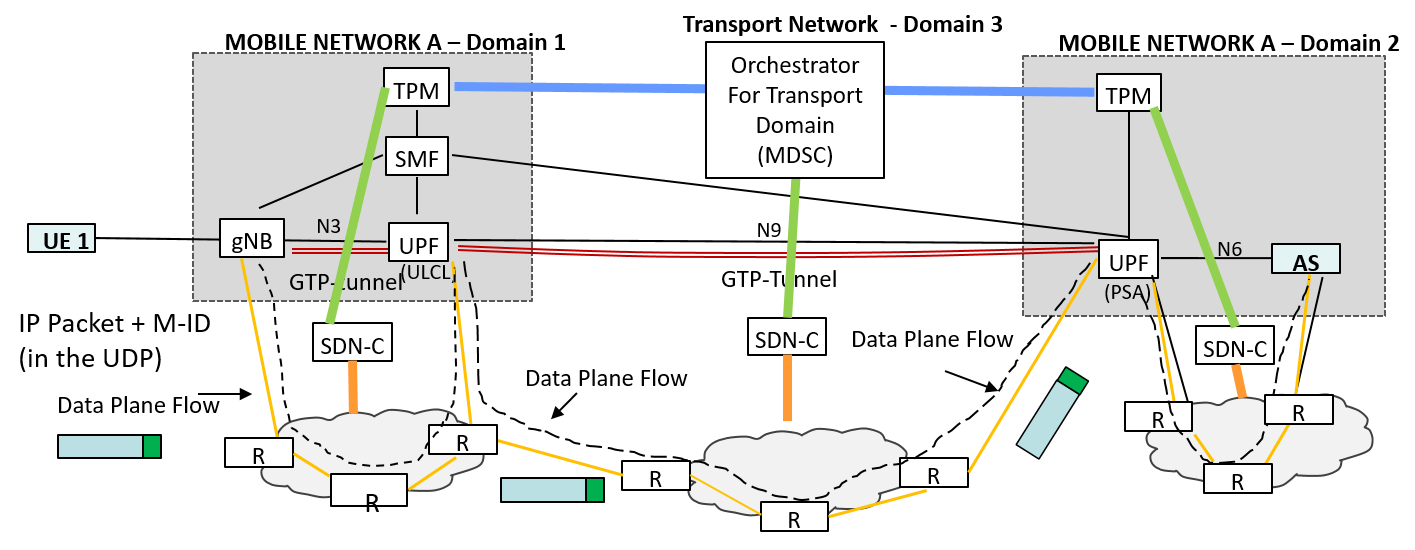 Transport Network - Domain 3
MOBILE NETWORK A – Domain 1
MOBILE NETWORK A – Domain 2
Orchestrator
For Transport
Domain
(MDSC)
TPM
TPM
SMF
UE 1
gNB
N3
UPF
(ULCL)
GTP-tunnel
N9
GTP-Tunnel
UPF
(PSA)
N6
AS
IP Packet + M-ID
(in the UDP)
SDN-C
SDN-C
SDN-C
Data Plane Flow
Data Plane Flow
Data Plane Flow
R
R
R
R
R
R
R
R
R